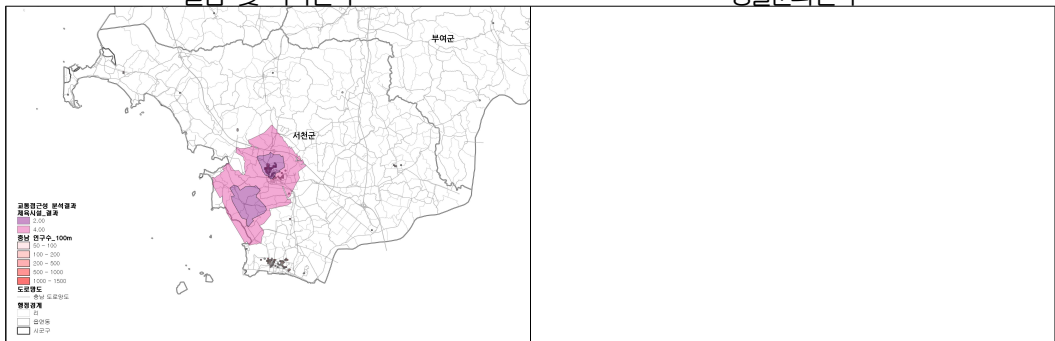 부여군
서천군
교통접근성 분석결과
체육시설_결과
2.00
4.00
충남 인구수_100m
50 - 100
100 - 200
200 - 500
500 - 1000
1000 - 1500
도로망도
충남 도로망도
행정경계
리
읍면동
시군구